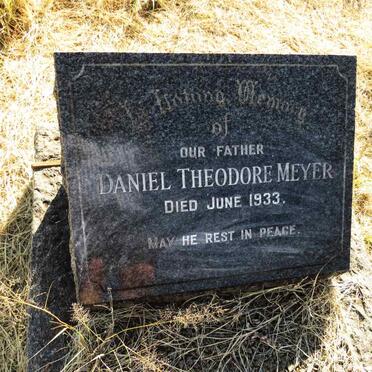 In Loving Memory
of
OUR FATHER
DANIEL THEODORE MEYER
DIED JUNE 1933.
MAY HE REST IN PEACE.